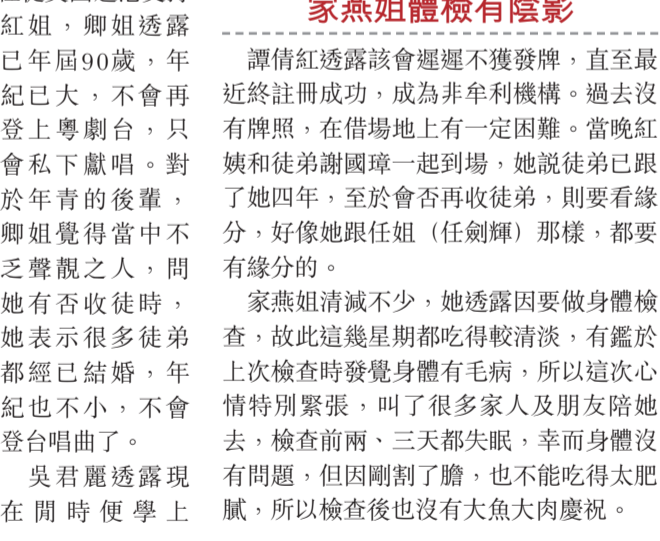 紅姐，卿姐透露
已年屆90歲，年
紀已大，不會再
登上粵劇台，只
會私下獻唱。對
於年青的後輩，
卿姐覺得當中不
乏聲靚之人，問
她有否收徒時，
她表示很多徒弟
都經已結婚，年
紀也不小，不會
登台唱曲了。
吳君麗透露現
在閒時便學上
家燕姐體檢有陰影
譚倩紅透露該會遲遲不獲發牌，直至最
近終註冊成功，成為非牟利機構。過去沒
有牌照，在借場地上有一定困難。當晚紅
姨和徒弟謝國璋一起到場，她說徒弟已跟
了她四年，至於會否再收徒弟，則要看緣
分，好像她跟任姐（任劍輝）那樣，都要
有緣分的。
家燕姐清減不少，她透露因要做身體檢
查，故此這幾星期都吃得較清淡，有鑑於
上次檢查時發覺身體有毛病，所以這次心
情特別緊張，叫了很多家人及朋友陪她
去，檢查前兩、三天都失眠，幸而身體沒
有問題，但因剛割了膽，也不能吃得太肥
膩，所以檢查後也沒有大魚大肉慶祝。